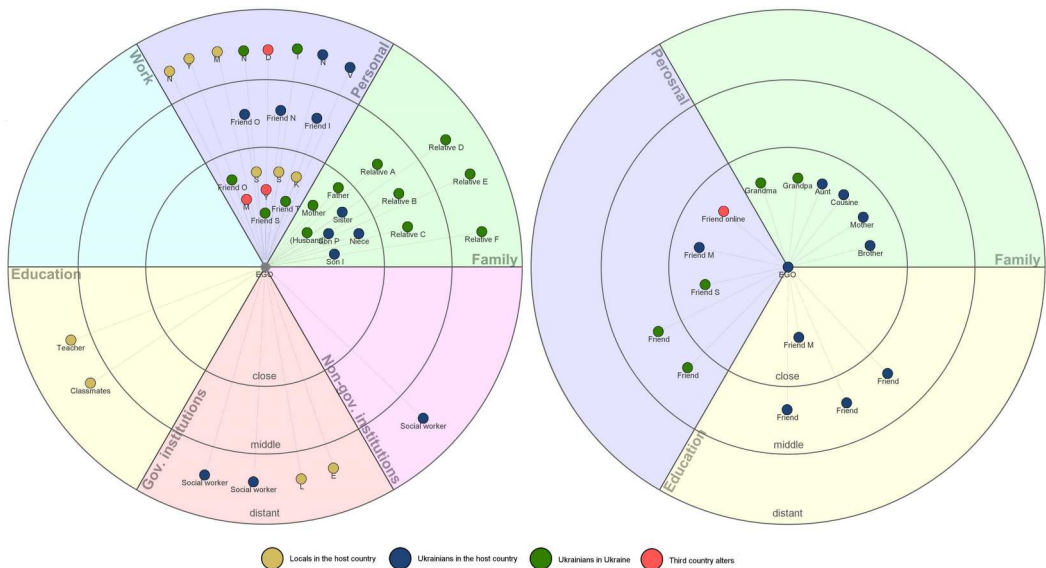 Work
Personal
N
Y
M
N
D
I
N
V
Friend O
Friend N
Friend I
Friend O
S
S
K
M
Y
Friend T
Friend S
Relative D
Relative A
Relative E
Father
Relative B
Mother
Sister
Relative C
(Husband)
Son P
Niece
Relative F
Son I
Family
Education
EGO
Teacher
Classmates
close
middle
distant
Gov. institutions
Non-gov. institutions
Social worker
Social worker
Social worker
L
E
Perosnal
Grandma
Grandpa
Aunt
Cousine
Mother
Brother
Family
Friend online
Friend M
EGO
Friend S
Friend
Friend
Friend M
close
Friend
Friend
Friend
middle
Education
distant
Locals in the host country
Ukrainians in the host country
Ukrainians in Ukraine
Third country alters